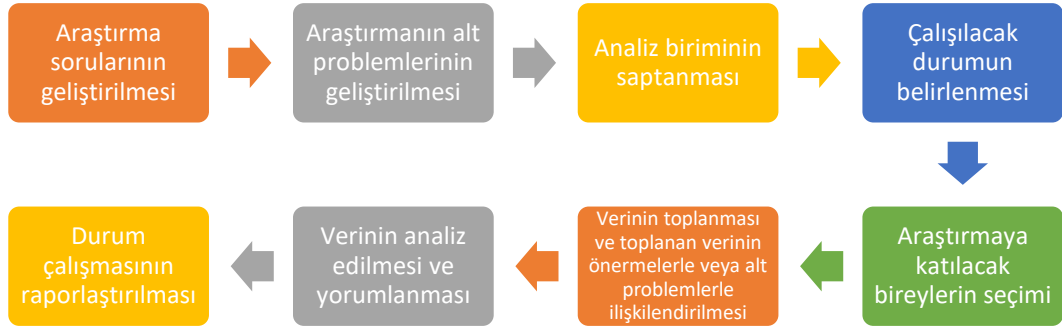 Araştırma
sorularının
geliştirilmesi
Araştırmanın alt
problemlerinin
geliştirilmesi
Analiz biriminin
saptanması
Çalışılacak
durumun
belirlenmesi
Araştırmaya
katılacak
bireylerin seçimi
Verinin toplanması
ve toplanan verinin
önermelerle veya alt
problemlerle
ilişkilendirilmesi
Verinin analiz
edilmesi ve
yorumlanması
Durum
çalışmasının
raporlaştırılması